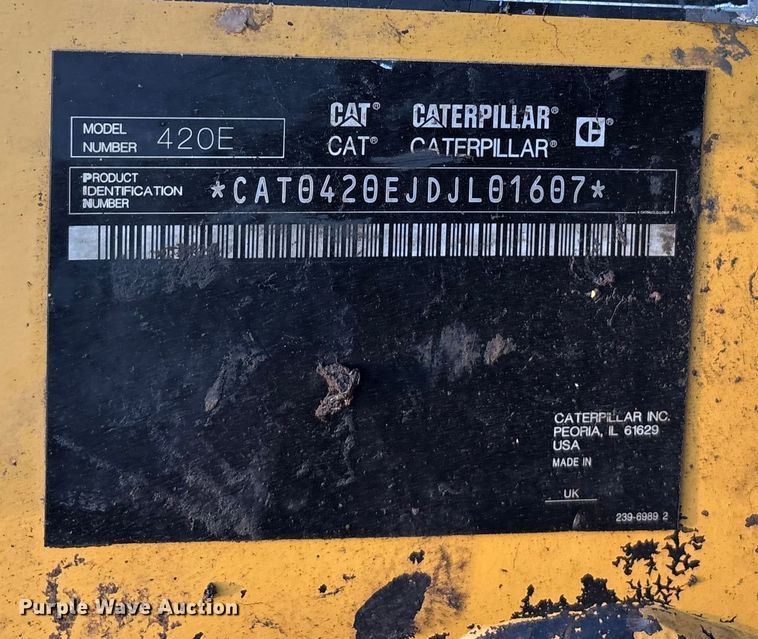 MODEL NUMBER 420E
CAT® CATERPILLAR®
CAT® CATERPILLAR® ®
PRODUCT
IDENTIFICATION
NUMBER
*CAT0420EJDJL01607*
CATERPILLAR INC.
PEORIA, IL 61629
USA
MADE IN
UK
239-6989 2
Purple Wave Auction